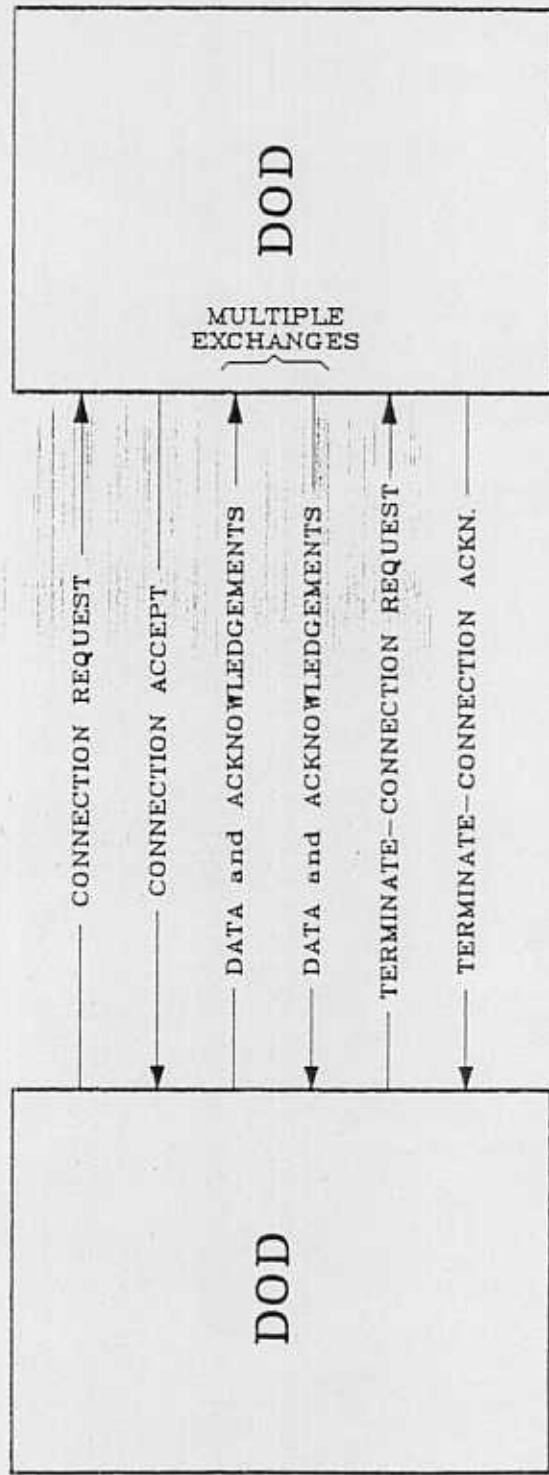 DOD
MULTIPLE
EXCHANGES
CONNECTION REQUEST
CONNECTION ACCEPT
DATA and ACKNOWLEDGEMENTS
DATA and ACKNOWLEDGEMENTS
TERMINATE-CONNECTION REQUEST
TERMINATE-CONNECTION ACKN.
DOD